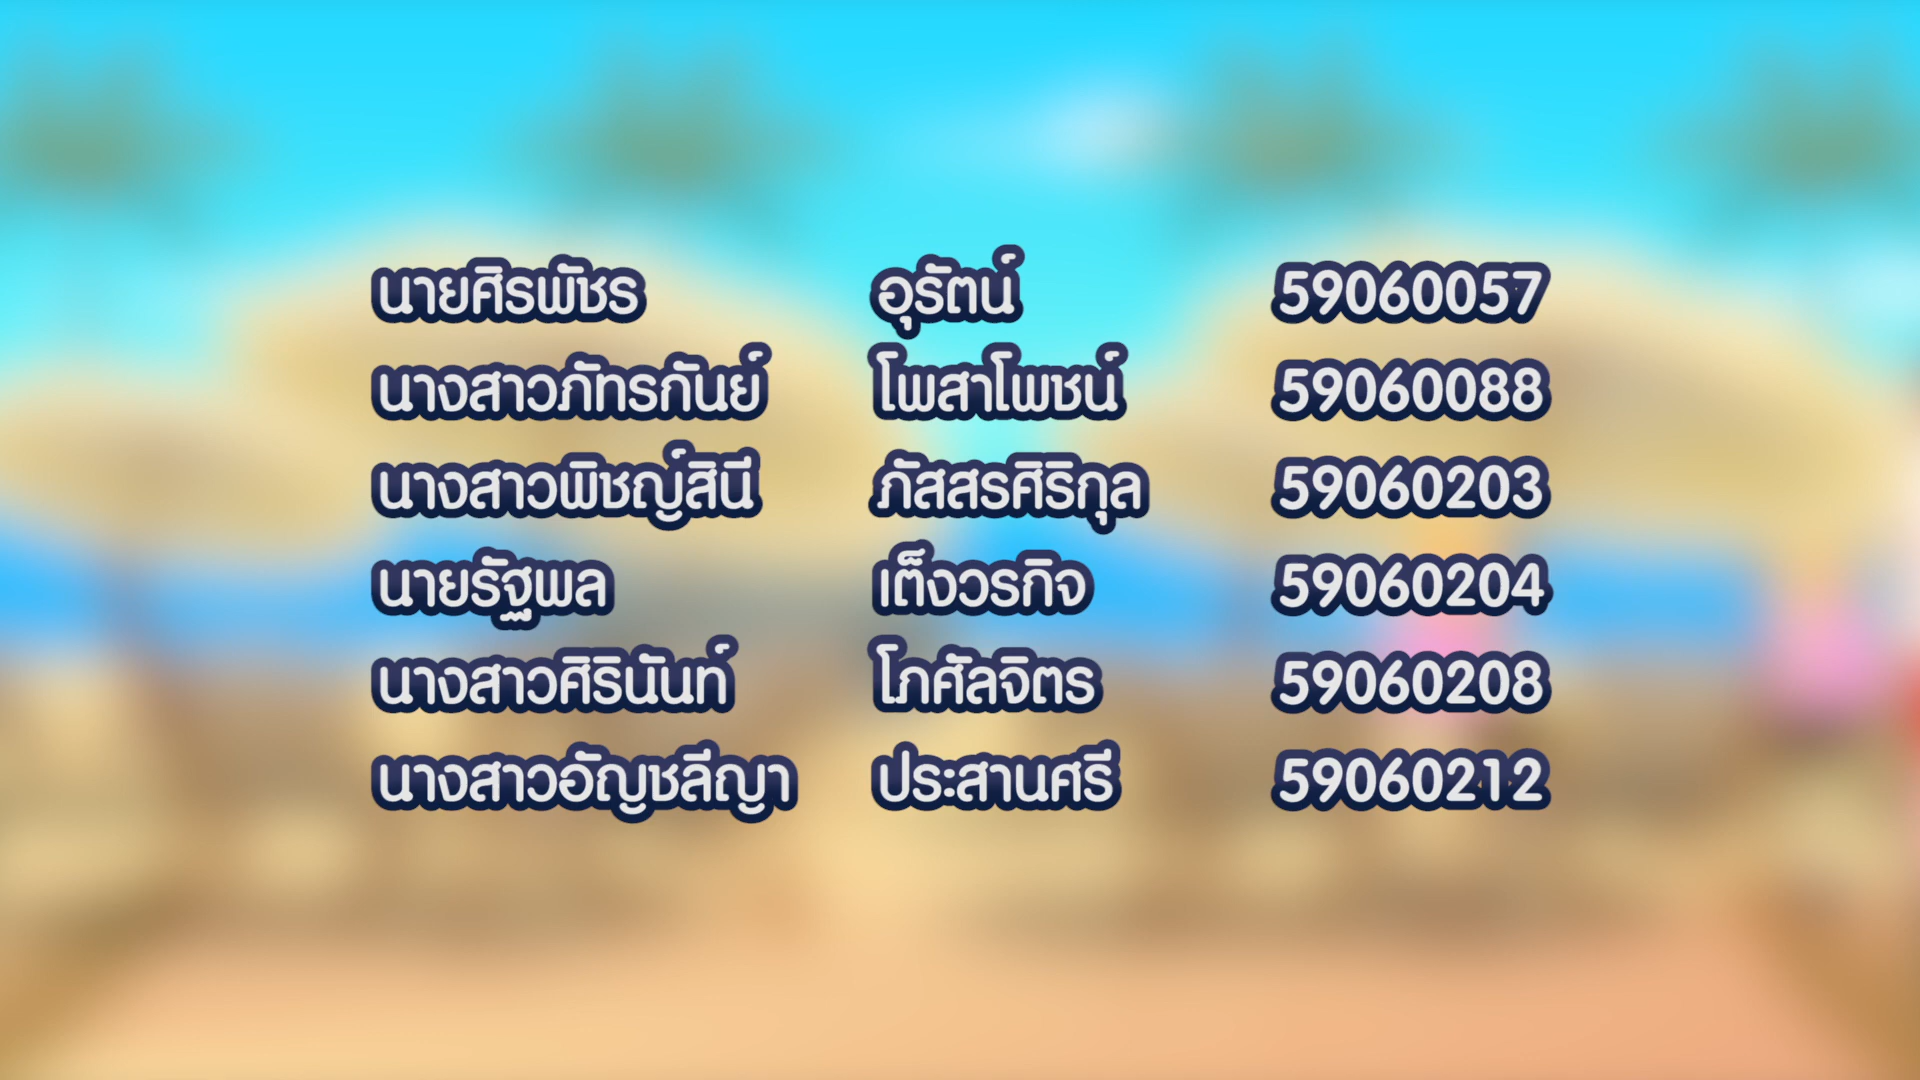 นายศิรพัชร อุรัตน์ 59060057
นางสาวภัทรกันย์ โพสาโพชน์ 59060088
นางสาวพิชญ์สินี ภัสสรศิริกุล 59060203
นายรัฐพล เต็งวรกิจ 59060204
นางสาวศิรินันท์ โภศัลจิตร 59060208
นางสาวอัญชลีญา ประสานศรี 59060212